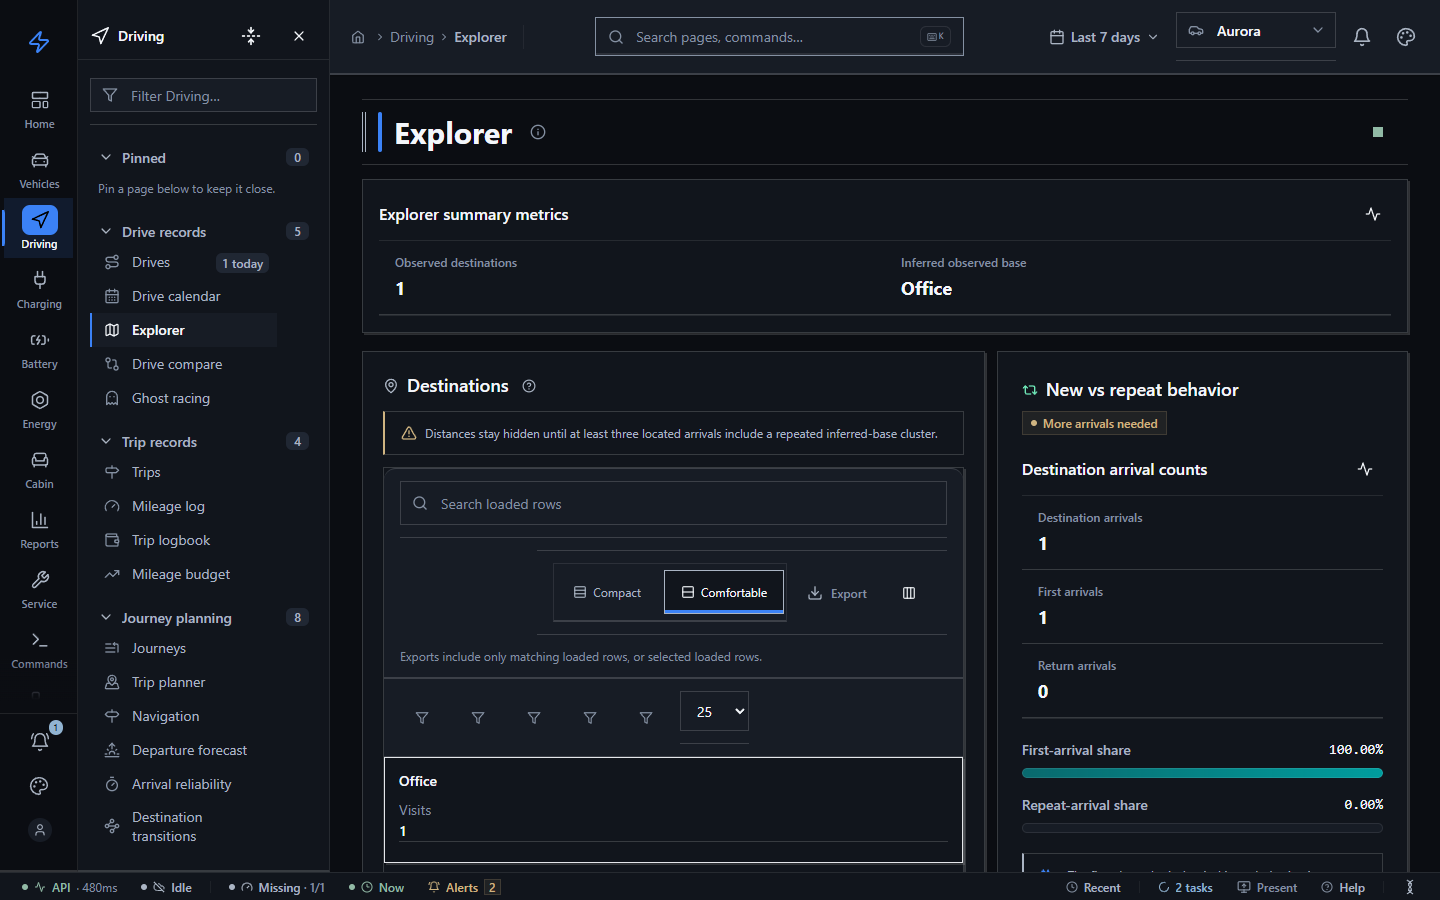 Home
Vehicles
Driving
Charging
Battery
Energy
Cabin
Reports
Service
Commands
1
Driving
Filter Driving...
Pinned 0
Pin a page below to keep it close.
Drive records 5
Drives 1 today
Drive calendar
Explorer
Drive compare
Ghost racing
Trip records 4
Trips
Mileage log
Trip logbook
Mileage budget
Journey planning 8
Journeys
Trip planner
Navigation
Departure forecast
Arrival reliability
Destination
transitions
Driving Explorer
Search pages, commands... K
Last 7 days
Aurora
Explorer
Explorer summary metrics
Observed destinations
1
Inferred observed base
Office
Destinations
Distances stay hidden until at least three located arrivals include a repeated inferred-base cluster.
Search loaded rows
Compact Comfortable Export
Exports include only matching loaded rows, or selected loaded rows.
25
Office
Visits
1
New vs repeat behavior
More arrivals needed
Destination arrival counts
Destination arrivals
1
First arrivals
1
Return arrivals
0
First-arrival share 100.00%
Repeat-arrival share 0.00%
API · 480ms Idle Missing · 1/1 Now Alerts 2
Recent 2 tasks Present Help